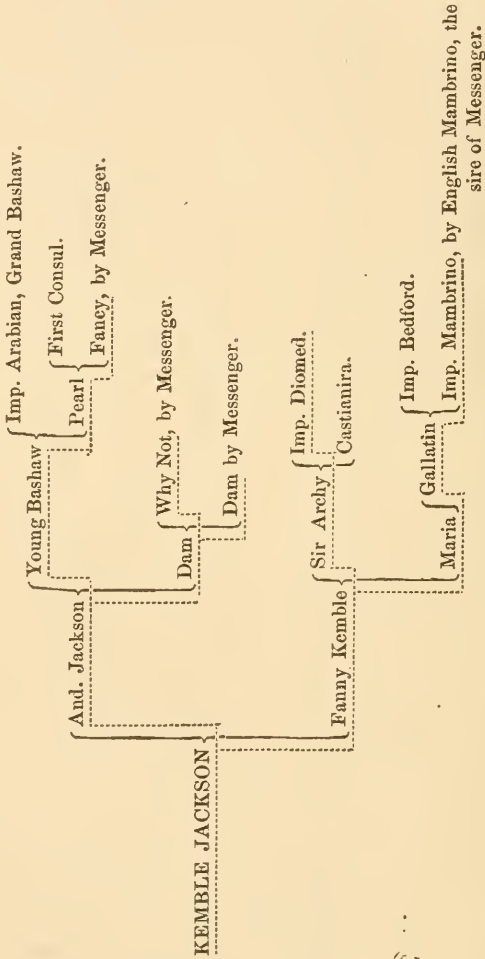 Imp. Arabian, Grand Bashaw.
Young Bashaw
First Consul.
Pearl
Fancy, by Messenger.
And. Jackson
Why Not, by Messenger.
Dam
Dam by Messenger.
KEMBLE JACKSON
Imp. Diomed.
Sir Archy
Castianira.
Fanny Kemble
Imp. Bedford.
Gallatin
Maria
Imp. Mambrino, by English Mambrino, the
sire of Messenger.